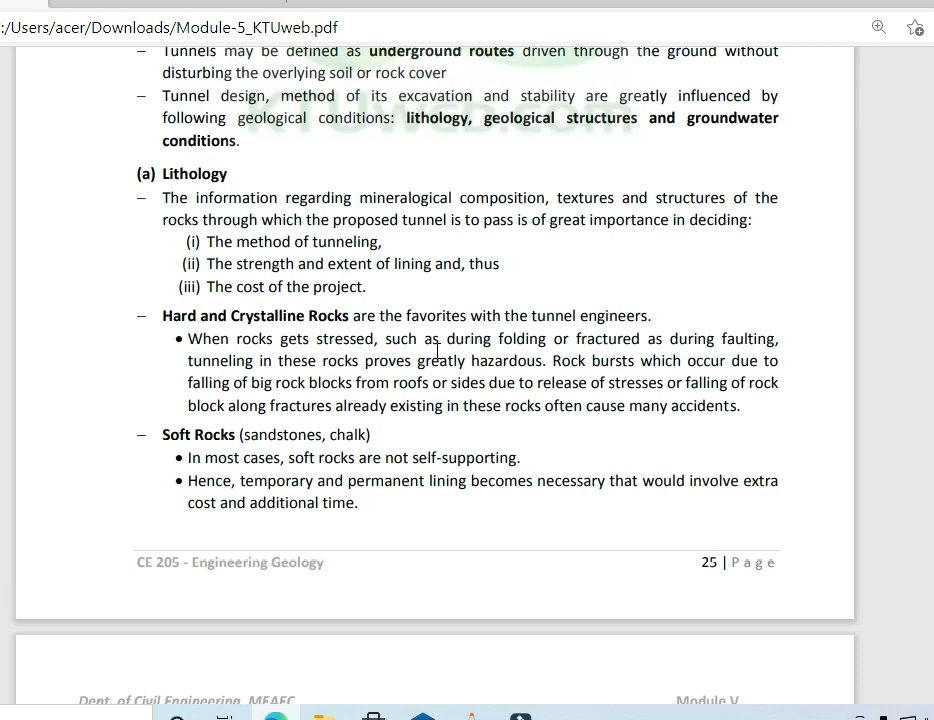 :/Users/acer/Downloads/Module-5_KTUweb.pdf
– Tunnels may be defined as underground routes driven through the ground without
disturbing the overlying soil or rock cover
– Tunnel design, method of its excavation and stability are greatly influenced by
following geological conditions: lithology, geological structures and groundwater
conditions.
KTUweb.com
(a) Lithology
– The information regarding mineralogical composition, textures and structures of the
rocks through which the proposed tunnel is to pass is of great importance in deciding:
(i) The method of tunneling,
(ii) The strength and extent of lining and, thus
(iii) The cost of the project.
– Hard and Crystalline Rocks are the favorites with the tunnel engineers.
• When rocks gets stressed, such as during folding or fractured as during faulting,
tunneling in these rocks proves greatly hazardous. Rock bursts which occur due to
falling of big rock blocks from roofs or sides due to release of stresses or falling of rock
block along fractures already existing in these rocks often cause many accidents.
– Soft Rocks (sandstones, chalk)
• In most cases, soft rocks are not self-supporting.
• Hence, temporary and permanent lining becomes necessary that would involve extra
cost and additional time.
CE 205 - Engineering Geology 25 | Page
Dept. of Civil Engineering, MEAEC Module V